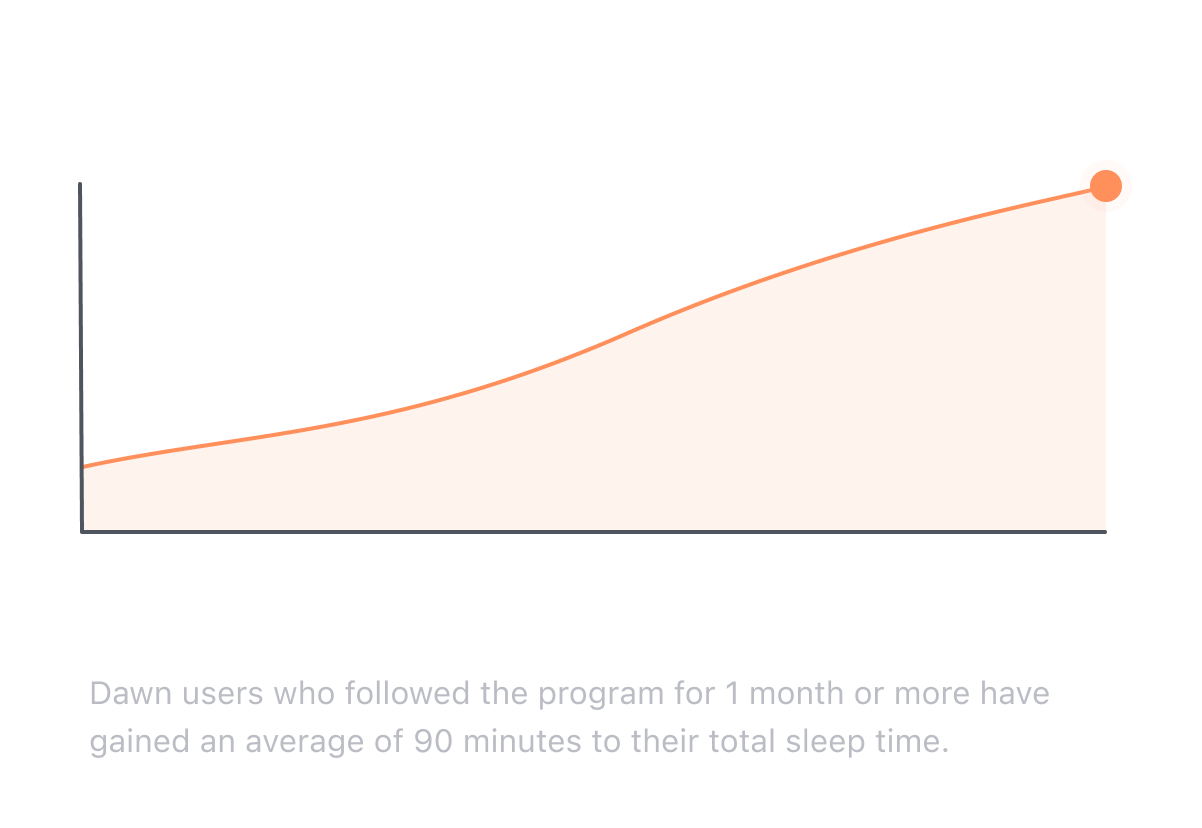 Dawn users who followed the program for 1 month or more have
gained an average of 90 minutes to their total sleep time.